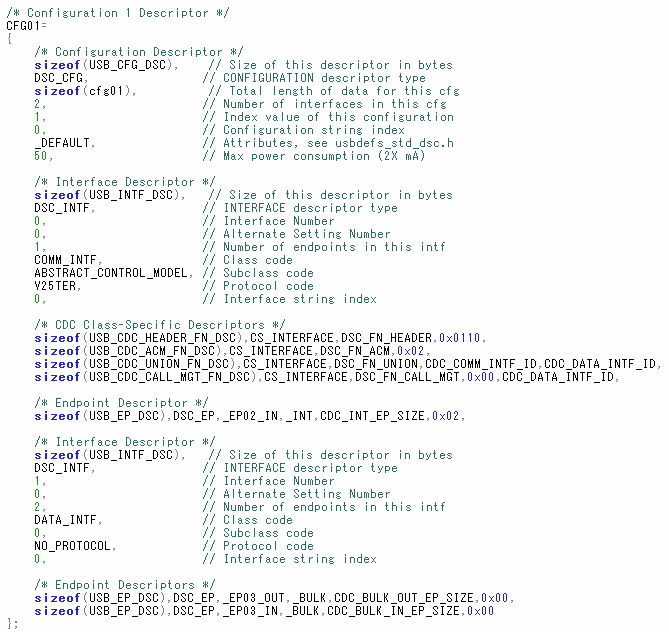 /* Configuration 1 Descriptor */
CFG01=
{
    /* Configuration Descriptor */
    sizeof(USB_CFG_DSC),    // Size of this descriptor in bytes
    DSC_CFG,                // CONFIGURATION descriptor type
    sizeof(cfg01),          // Total length of data for this cfg
    2,                      // Number of interfaces in this cfg
    1,                      // Index value of this configuration
    0,                      // Configuration string index
    _DEFAULT,               // Attributes, see usbdefs_std_dsc.h
    50,                     // Max power consumption (2X mA)

    /* Interface Descriptor */
    sizeof(USB_INTF_DSC),   // Size of this descriptor in bytes
    DSC_INTF,               // INTERFACE descriptor type
    0,                      // Interface Number
    0,                      // Alternate Setting Number
    1,                      // Number of endpoints in this intf
    COMM_INTF,              // Class code
    ABSTRACT_CONTROL_MODEL, // Subclass code
    V25TER,                 // Protocol code
    0,                      // Interface string index

    /* CDC Class-Specific Descriptors */
    sizeof(USB_CDC_HEADER_FN_DSC),CS_INTERFACE,DSC_FN_HEADER,0x0110,
    sizeof(USB_CDC_ACM_FN_DSC),CS_INTERFACE,DSC_FN_ACM,0x02,
    sizeof(USB_CDC_UNION_FN_DSC),CS_INTERFACE,DSC_FN_UNION,CDC_COMM_INTF_ID,CDC_DATA_INTF_ID,
    sizeof(USB_CDC_CALL_MGT_FN_DSC),CS_INTERFACE,DSC_FN_CALL_MGT,0x00,CDC_DATA_INTF_ID,

    /* Endpoint Descriptor */
    sizeof(USB_EP_DSC),DSC_EP,_EP02_IN,_INT,CDC_INT_EP_SIZE,0x02,

    /* Interface Descriptor */
    sizeof(USB_INTF_DSC),   // Size of this descriptor in bytes
    DSC_INTF,               // INTERFACE descriptor type
    1,                      // Interface Number
    0,                      // Alternate Setting Number
    2,                      // Number of endpoints in this intf
    DATA_INTF,              // Class code
    0,                      // Subclass code
    NO_PROTOCOL,            // Protocol code
    0,                      // Interface string index

    /* Endpoint Descriptors */
    sizeof(USB_EP_DSC),DSC_EP,_EP03_OUT,_BULK,CDC_BULK_OUT_EP_SIZE,0x00,
    sizeof(USB_EP_DSC),DSC_EP,_EP03_IN,_BULK,CDC_BULK_IN_EP_SIZE,0x00
};